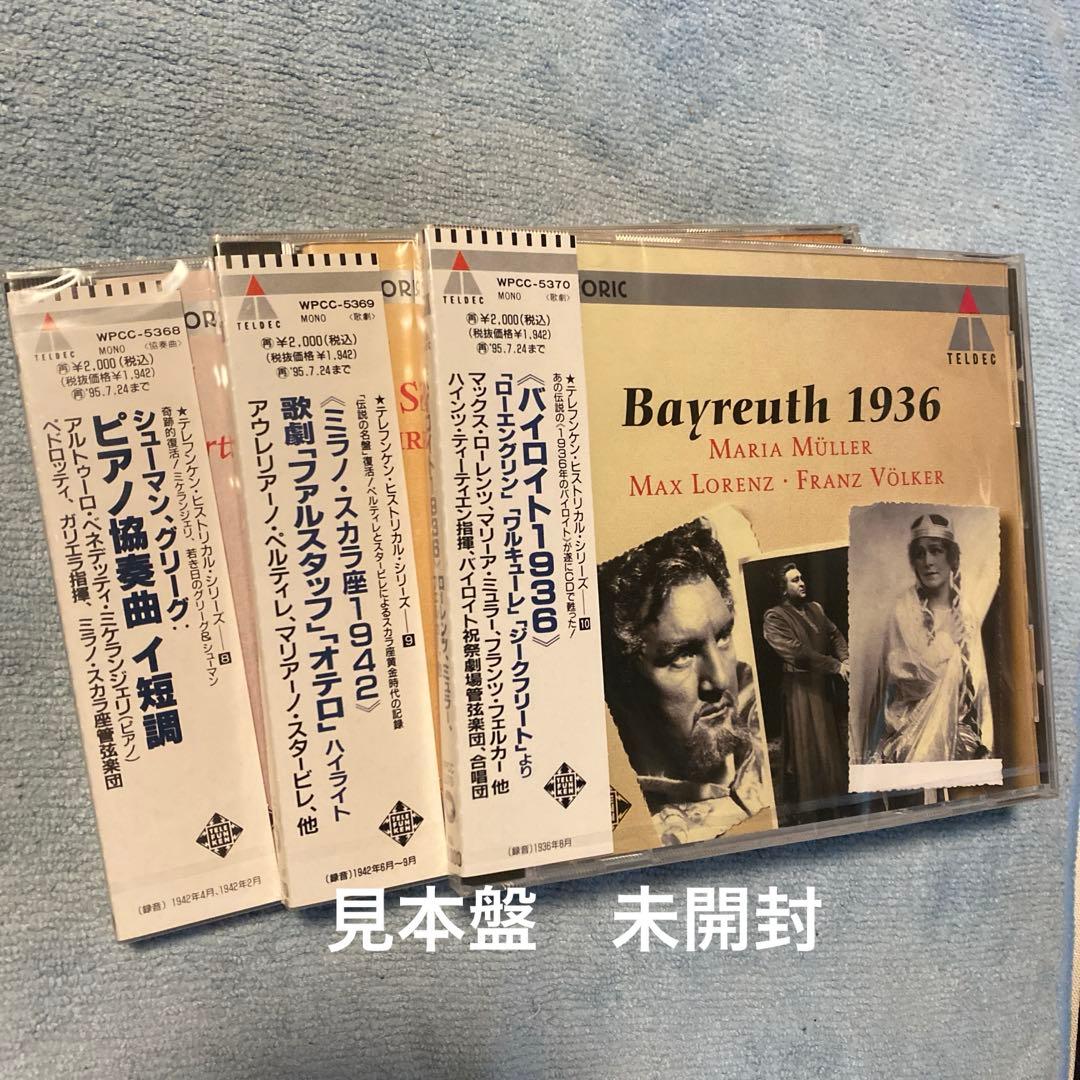 TELDEC
WPCC-5368
MONO 〈協奏曲〉
再¥2,000(税込)
(税抜価格¥1,942)
再'95.7.24まで
★テレフンケン・ヒストリカル・シリーズ——8
奇跡的復活!ミケランジェリ、若き日のグリーグ&シューマン
シューマン、グリーグ:
ピアノ協奏曲 イ短調
アルトゥーロ・ベネデッティ・ミケランジェリ(ピアノ)
ペドロッティ、ガリエラ指揮、ミラノ・スカラ座管弦楽団
TELEFUNKEN
(録音) 1942年4月、1942年2月
TELDEC
WPCC-5369
MONO 〈歌劇〉
再¥2,000(税込)
(税抜価格¥1,942)
再'95.7.24まで
★テレフンケン・ヒストリカル・シリーズ——9
「伝説の名盤」復活!ペルティレとスタービレによるスカラ座黄金時代の記録
《ミラノ・スカラ座1942》
歌劇「ファルスタッフ」「オテロ」ハイライト
アウレリアーノ・ペルティレ、マリアーノ・スタービレ、他
TELEFUNKEN
(録音)1942年6月〜9月
TELDEC
WPCC-5370
MONO 〈歌劇〉
再¥2,000(税込)
(税抜価格¥1,942)
再'95.7.24まで
★テレフンケン・ヒストリカル・シリーズ——10
あの伝説の《1936年のバイロイト》が遂にCDで甦った!
《バイロイト1936》
「ローエングリン」「ワルキューレ」「ジークフリート」より
マックス・ローレンツ、マリーア・ミュラー、フランツ・フェルカー 他
ハインツ・ティーティエン指揮、バイロイト祝祭劇場管弦楽団、合唱団
TELEFUNKEN
(録音)1936年8月
ORIC
TELDEC
Bayreuth 1936
MARIA MÜLLER
MAX LORENZ · FRANZ VÖLKER
見本盤 未開封